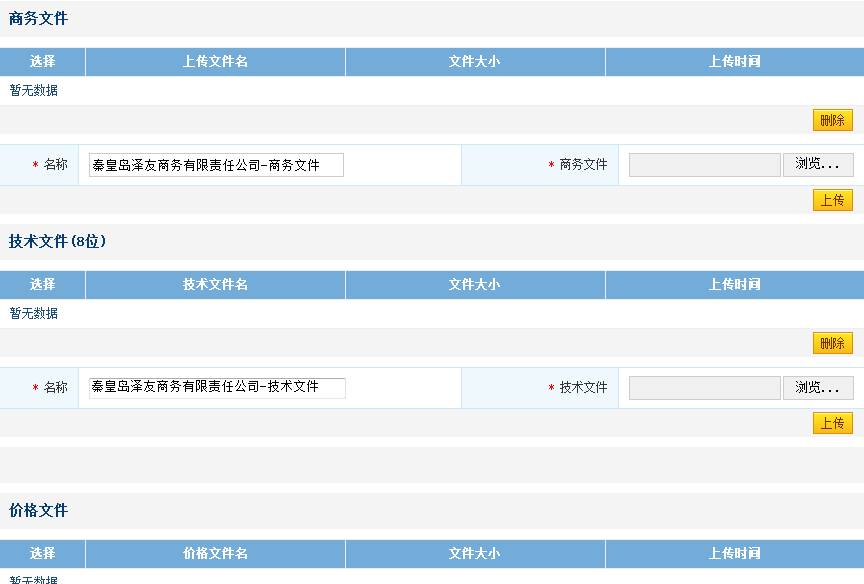 商务文件
选择 上传文件名 文件大小 上传时间
暂无数据
删除
* 名称 秦皇岛泽友商务有限责任公司-商务文件 * 商务文件 浏览...
上传
技术文件(8位)
选择 技术文件名 文件大小 上传时间
暂无数据
删除
* 名称 秦皇岛泽友商务有限责任公司-技术文件 * 技术文件 浏览...
上传
价格文件
选择 价格文件名 文件大小 上传时间
暂无数据